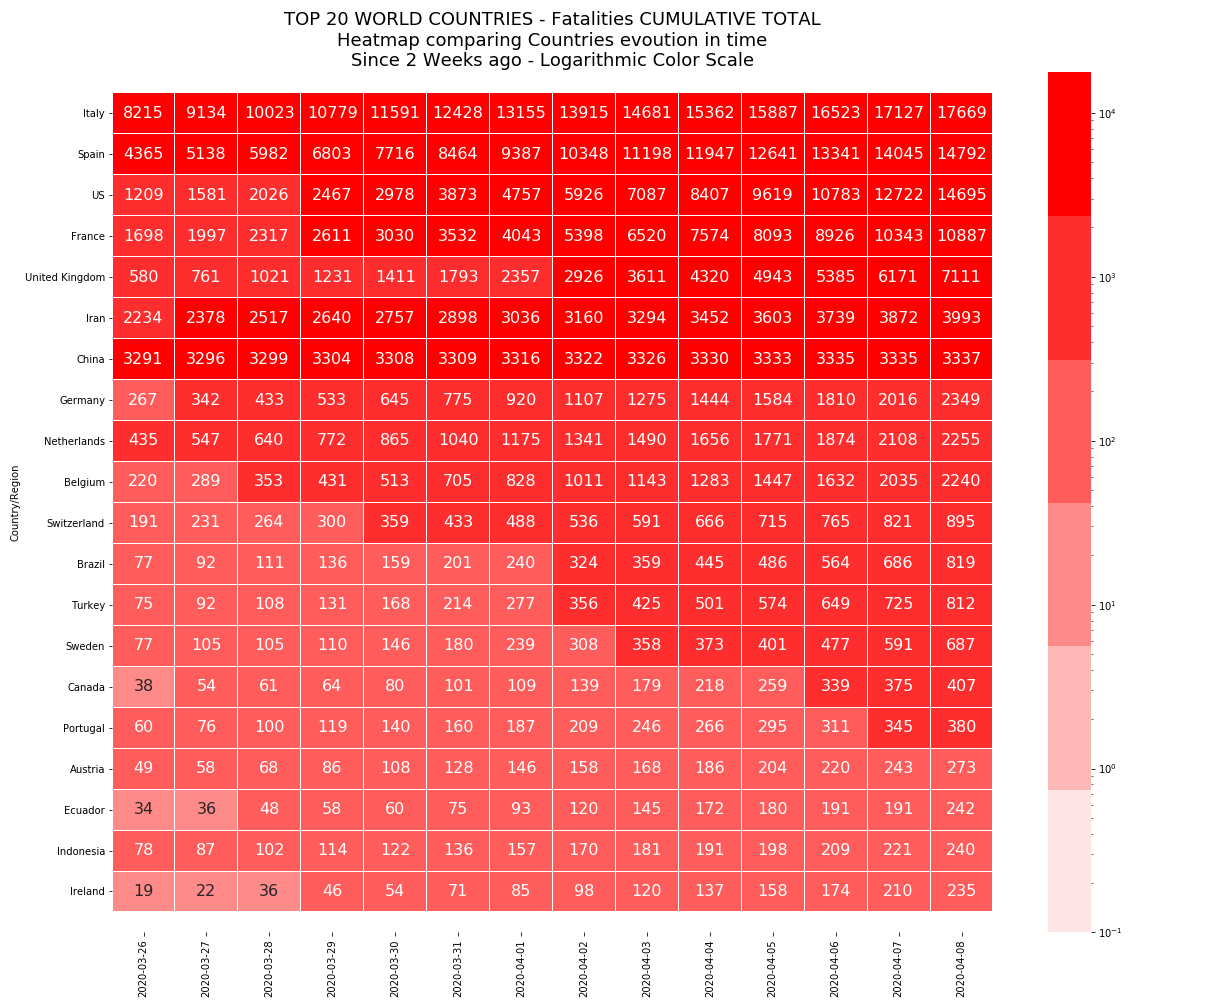 TOP 20 WORLD COUNTRIES - Fatalities CUMULATIVE TOTAL
Heatmap comparing Countries evoution in time
Since 2 Weeks ago - Logarithmic Color Scale
Country/Region
Italy 8215 9134 10023 10779 11591 12428 13155 13915 14681 15362 15887 16523 17127 17669
Spain 4365 5138 5982 6803 7716 8464 9387 10348 11198 11947 12641 13341 14045 14792
US 1209 1581 2026 2467 2978 3873 4757 5926 7087 8407 9619 10783 12722 14695
France 1698 1997 2317 2611 3030 3532 4043 5398 6520 7574 8093 8926 10343 10887
United Kingdom 580 761 1021 1231 1411 1793 2357 2926 3611 4320 4943 5385 6171 7111
Iran 2234 2378 2517 2640 2757 2898 3036 3160 3294 3452 3603 3739 3872 3993
China 3291 3296 3299 3304 3308 3309 3316 3322 3326 3330 3333 3335 3335 3337
Germany 267 342 433 533 645 775 920 1107 1275 1444 1584 1810 2016 2349
Netherlands 435 547 640 772 865 1040 1175 1341 1490 1656 1771 1874 2108 2255
Belgium 220 289 353 431 513 705 828 1011 1143 1283 1447 1632 2035 2240
Switzerland 191 231 264 300 359 433 488 536 591 666 715 765 821 895
Brazil 77 92 111 136 159 201 240 324 359 445 486 564 686 819
Turkey 75 92 108 131 168 214 277 356 425 501 574 649 725 812
Sweden 77 105 105 110 146 180 239 308 358 373 401 477 591 687
Canada 38 54 61 64 80 101 109 139 179 218 259 339 375 407
Portugal 60 76 100 119 140 160 187 209 246 266 295 311 345 380
Austria 49 58 68 86 108 128 146 158 168 186 204 220 243 273
Ecuador 34 36 48 58 60 75 93 120 145 172 180 191 191 242
Indonesia 78 87 102 114 122 136 157 170 181 191 198 209 221 240
Ireland 19 22 36 46 54 71 85 98 120 137 158 174 210 235
2020-03-26 2020-03-27 2020-03-28 2020-03-29 2020-03-30 2020-03-31 2020-04-01 2020-04-02 2020-04-03 2020-04-04 2020-04-05 2020-04-06 2020-04-07 2020-04-08
10⁴
10³
10²
10¹
10⁰
10⁻¹